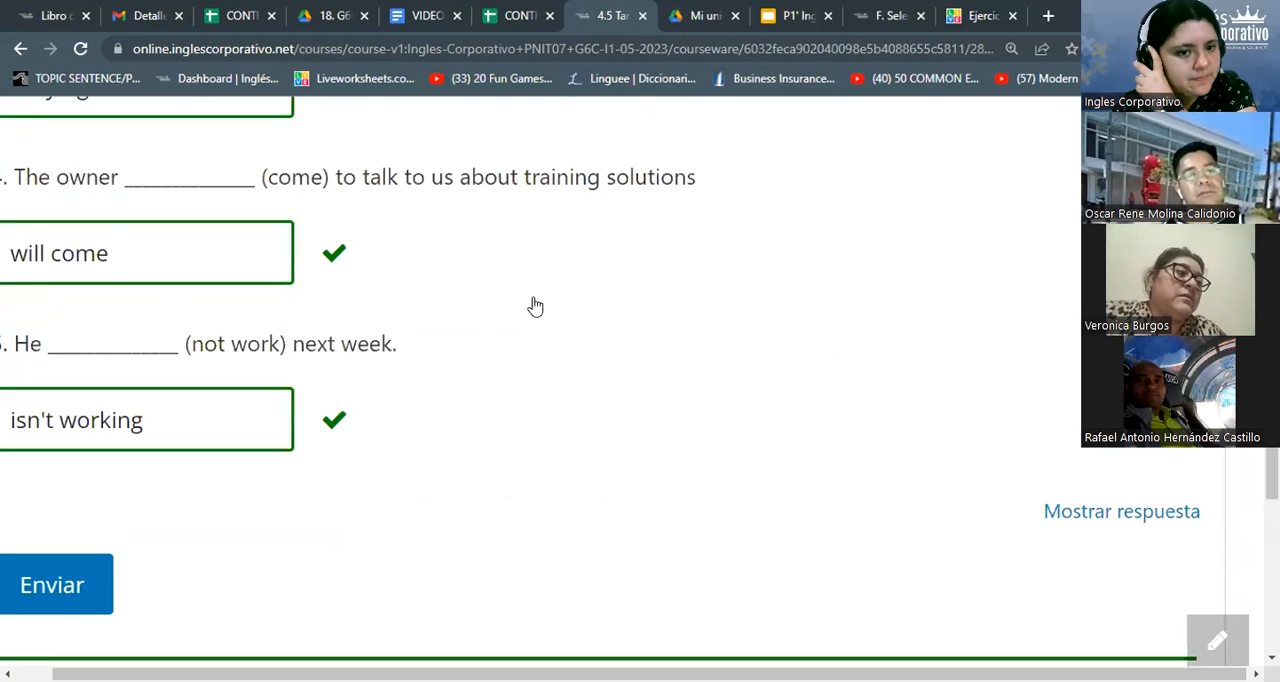 Libro c
Detall
CONTI
18. G6
VIDEO
CONTI
4.5 Tar
Mi uni
P1' Ing
F. Sele
Ejercic
online.inglescorporativo.net/courses/course-v1:Ingles-Corporativo+PNIT07+G6C-I1-05-2023/courseware/6032feca902040098e5b4088655c5811/28...
TOPIC SENTENCE/P...
Dashboard | Inglés...
Liveworksheets.co...
(33) 20 Fun Games...
Linguee | Diccionari...
Business Insurance...
(40) 50 COMMON E...
(57) Modern
Ingles Corporativo
Oscar Rene Molina Calidonio
Veronica Burgos
Rafael Antonio Hernández Castillo
. The owner ______________ (come) to talk to us about training solutions
will come
. He ______________ (not work) next week.
isn't working
Mostrar respuesta
Enviar